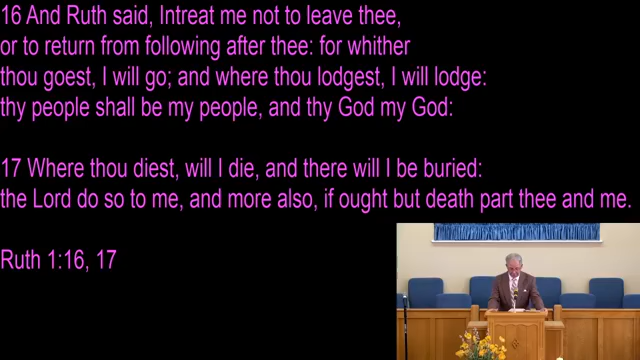 16 And Ruth said, Intreat me not to leave thee,
or to return from following after thee: for whither
thou goest, I will go; and where thou lodgest, I will lodge:
thy people shall be my people, and thy God my God:
17 Where thou diest, will I die, and there will I be buried:
the Lord do so to me, and more also, if ought but death part thee and me.
Ruth 1:16, 17